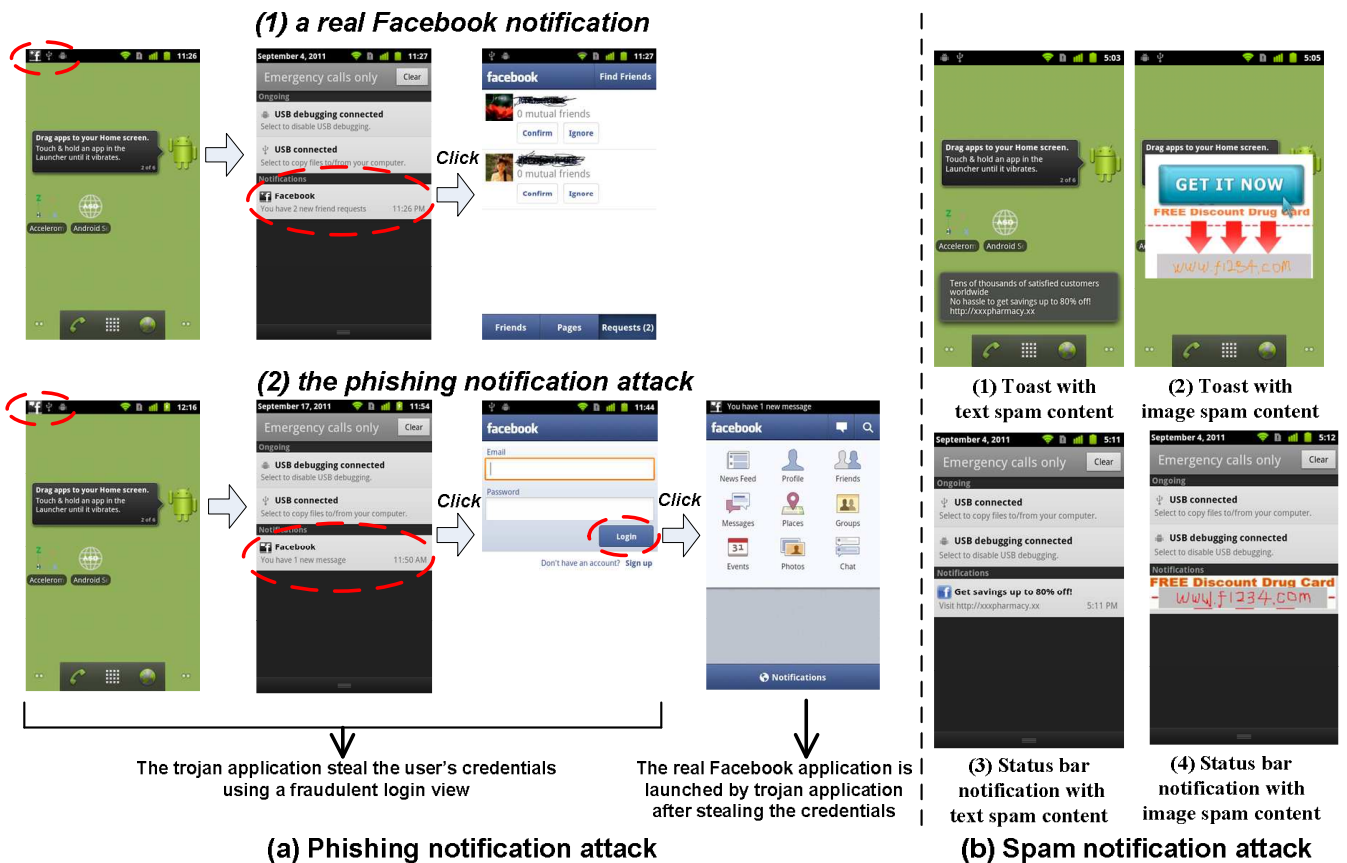 (1) a real Facebook notification
11:26
Drag apps to your Home screen.
Touch & hold an app in the
Launcher until it vibrates.
2 of 6
Accelerom
Android S
September 4, 2011
11:27
Emergency calls only
Clear
Ongoing
USB debugging connected
Select to disable USB debugging.
USB connected
Select to copy files to/from your computer.
Notifications
Facebook
You have 2 new friend requests
11:26 PM
Click
11:27
facebook
Find Friends
0 mutual friends
Confirm
Ignore
0 mutual friends
Confirm
Ignore
Friends
Pages
Requests (2)
(2) the phishing notification attack
12:16
Drag apps to your Home screen.
Touch & hold an app in the
Launcher until it vibrates.
2 of 6
Accelerom
Android S
September 17, 2011
11:54
Emergency calls only
Clear
Ongoing
USB debugging connected
Select to disable USB debugging.
USB connected
Select to copy files to/from your computer.
Notifications
Facebook
You have 1 new message
11:50 AM
Click
11:44
facebook
Email
Password
Login
Don't have an account? Sign up
Click
You have 1 new message
facebook
News Feed
Profile
Friends
Messages
Places
Groups
31
Events
Photos
Chat
Notifications
The trojan application steal the user's credentials
using a fraudulent login view
The real Facebook application is
launched by trojan application
after stealing the credentials
(a) Phishing notification attack
5:03
Drag apps to your Home screen.
Touch & hold an app in the
Launcher until it vibrates.
2 of 6
Accelerom
Android S
Tens of thousands of satisfied customers
worldwide
No hassle to get savings up to 80% off!
http://xxxpharmacy.xx
(1) Toast with
text spam content
5:05
Drag apps to your Home screen.
GET IT NOW
FREE Discount Drug Card
www.f1234.com
(2) Toast with
image spam content
September 4, 2011
5:11
Emergency calls only
Clear
Ongoing
USB connected
Select to copy files to/from your computer.
USB debugging connected
Select to disable USB debugging.
Notifications
Get savings up to 80% off!
Visit http://xxxpharmacy.xx
5:11 PM
(3) Status bar
notification with
text spam content
September 4, 2011
5:12
Emergency calls only
Clear
Ongoing
USB connected
Select to copy files to/from your computer.
USB debugging connected
Select to disable USB debugging.
Notifications
FREE Discount Drug Card
www.f1234.com
(4) Status bar
notification with
image spam content
(b) Spam notification attack